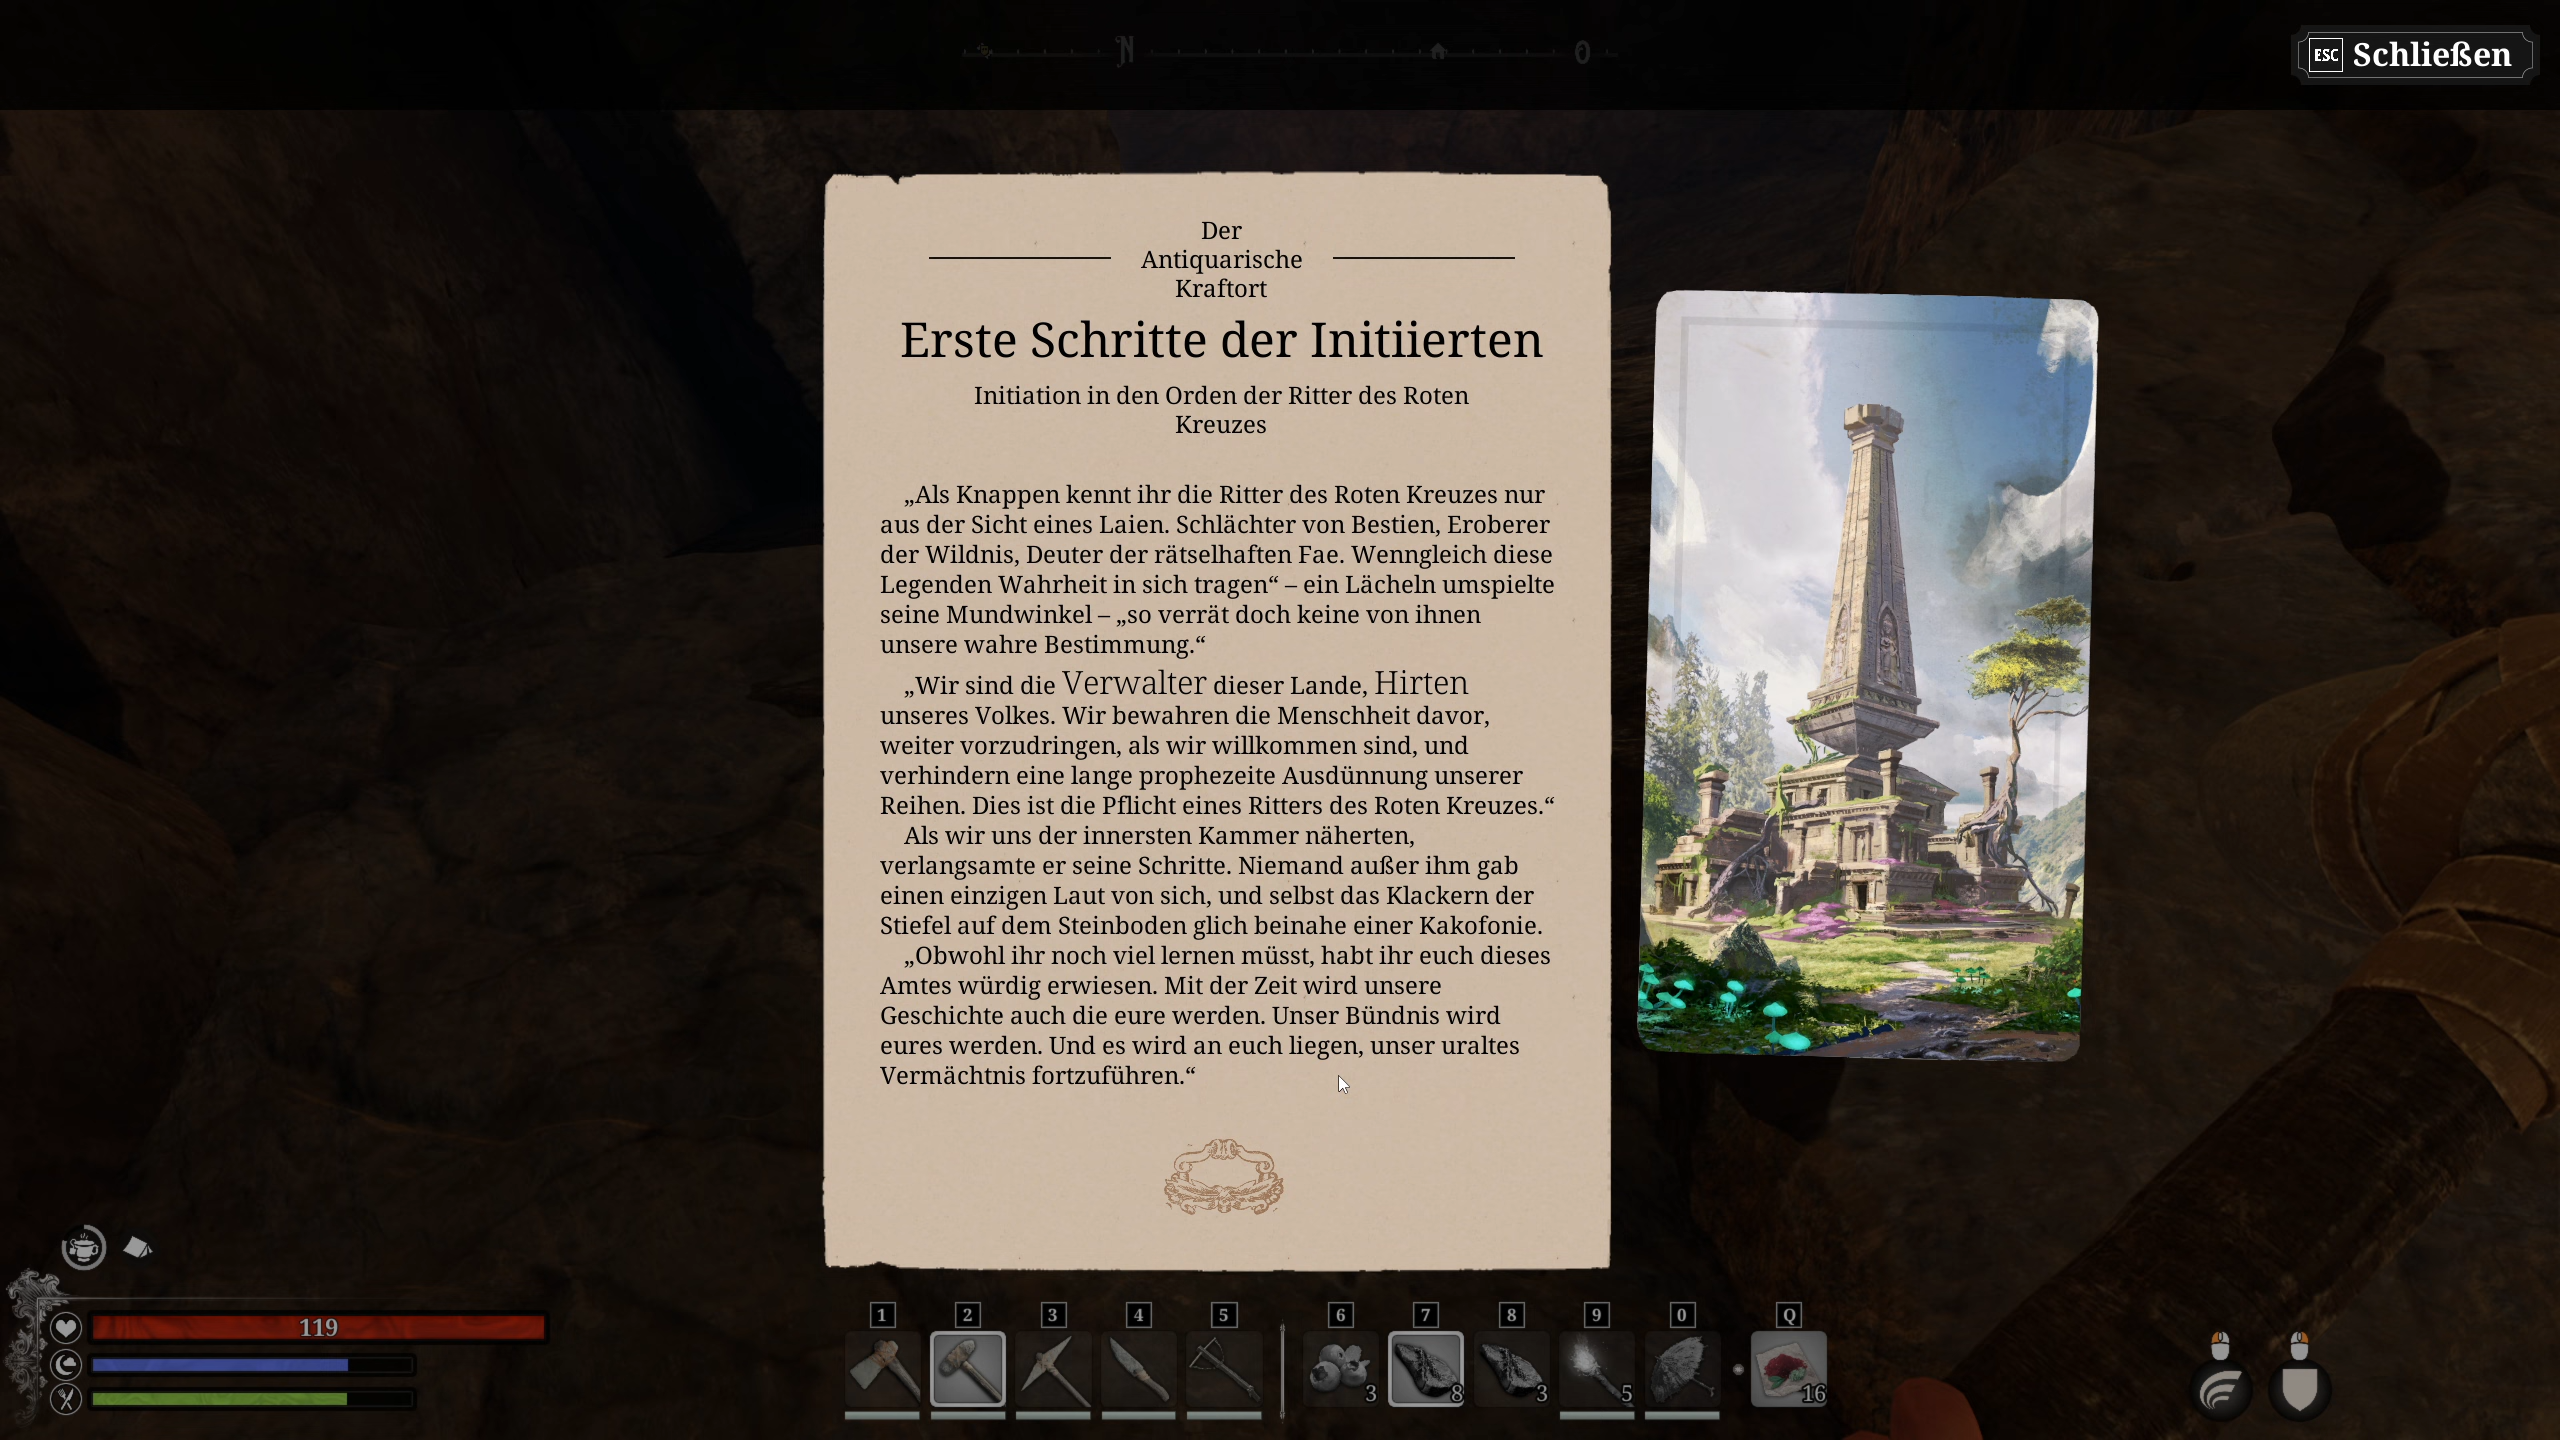 N
O
ESC Schließen
Der
Antiquarische
Kraftort
Erste Schritte der Initiierten
Initiation in den Orden der Ritter des Roten
Kreuzes
„Als Knappen kennt ihr die Ritter des Roten Kreuzes nur
aus der Sicht eines Laien. Schlächter von Bestien, Eroberer
der Wildnis, Deuter der rätselhaften Fae. Wenngleich diese
Legenden Wahrheit in sich tragen“ – ein Lächeln umspielte
seine Mundwinkel – „so verrät doch keine von ihnen
unsere wahre Bestimmung.“
„Wir sind die Verwalter dieser Lande, Hirten
unseres Volkes. Wir bewahren die Menschheit davor,
weiter vorzudringen, als wir willkommen sind, und
verhindern eine lange prophezeite Ausdünnung unserer
Reihen. Dies ist die Pflicht eines Ritters des Roten Kreuzes.“
Als wir uns der innersten Kammer näherten,
verlangsamte er seine Schritte. Niemand außer ihm gab
einen einzigen Laut von sich, und selbst das Klackern der
Stiefel auf dem Steinboden glich beinahe einer Kakofonie.
„Obwohl ihr noch viel lernen müsst, habt ihr euch dieses
Amtes würdig erwiesen. Mit der Zeit wird unsere
Geschichte auch die eure werden. Unser Bündnis wird
eures werden. Und es wird an euch liegen, unser uraltes
Vermächtnis fortzuführen.“
119
1 2 3 4 5 6 7 8 9 0 Q
3 8 3 5 16